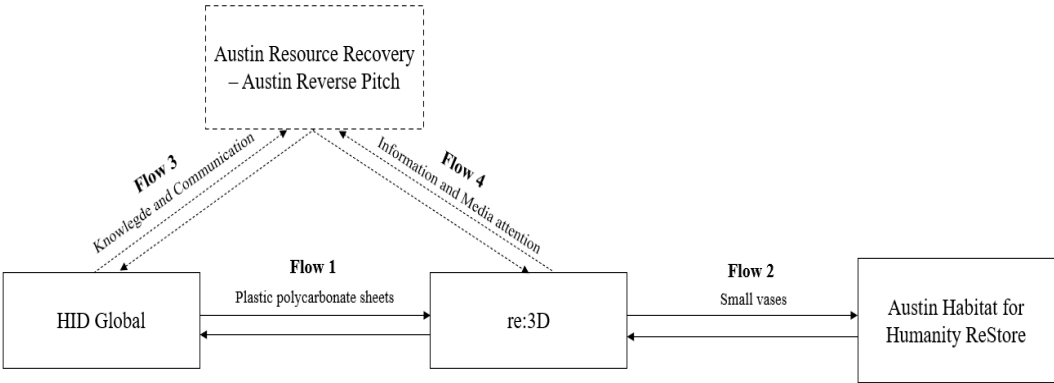 Austin Resource Recovery
– Austin Reverse Pitch
Flow 3
Knowlegde and Communication
Flow 4
Information and Media attention
Flow 1
Plastic polycarbonate sheets
Flow 2
Small vases
HID Global
re:3D
Austin Habitat for
Humanity ReStore